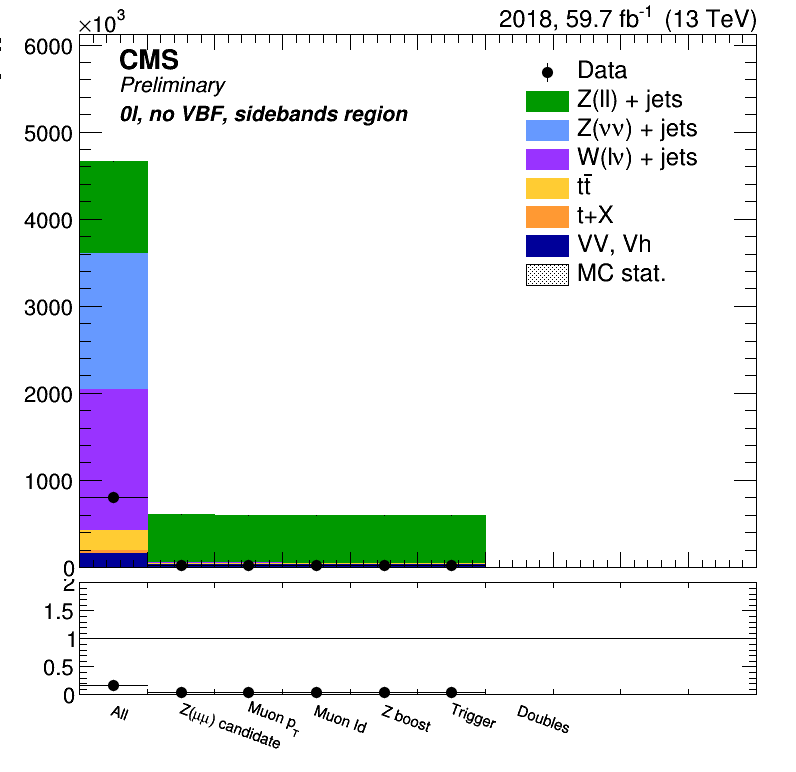 ×10³
2018, 59.7 fb⁻¹ (13 TeV)
CMS
Preliminary
0l, no VBF, sidebands region
Data
Z(ll) + jets
Z(νν) + jets
W(lν) + jets
tt̄
t+X
VV, Vh
MC stat.
6000
5000
4000
3000
2000
1000
0
2
1.5
1
0.5
0
All
Z(μμ) candidate
Muon p_T
Muon Id
Z boost
Trigger
Doubles